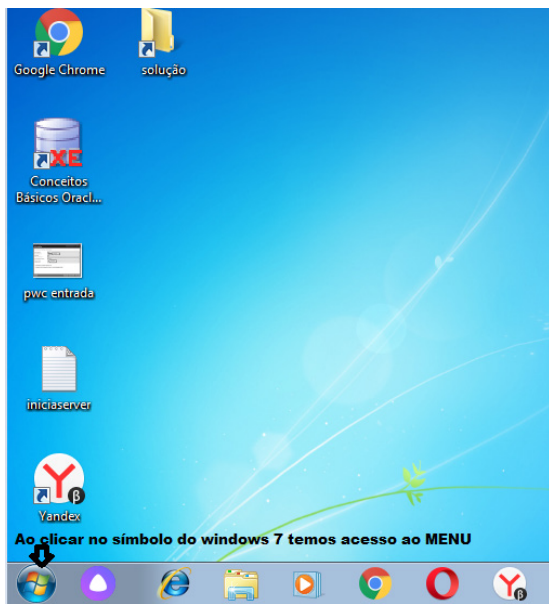 Google Chrome
solução
XE
Conceitos
Básicos Oracl...
pwc entrada
iniciaserver
Y β
Yandex
Ao clicar no símbolo do windows 7 temos acesso ao MENU
Y β